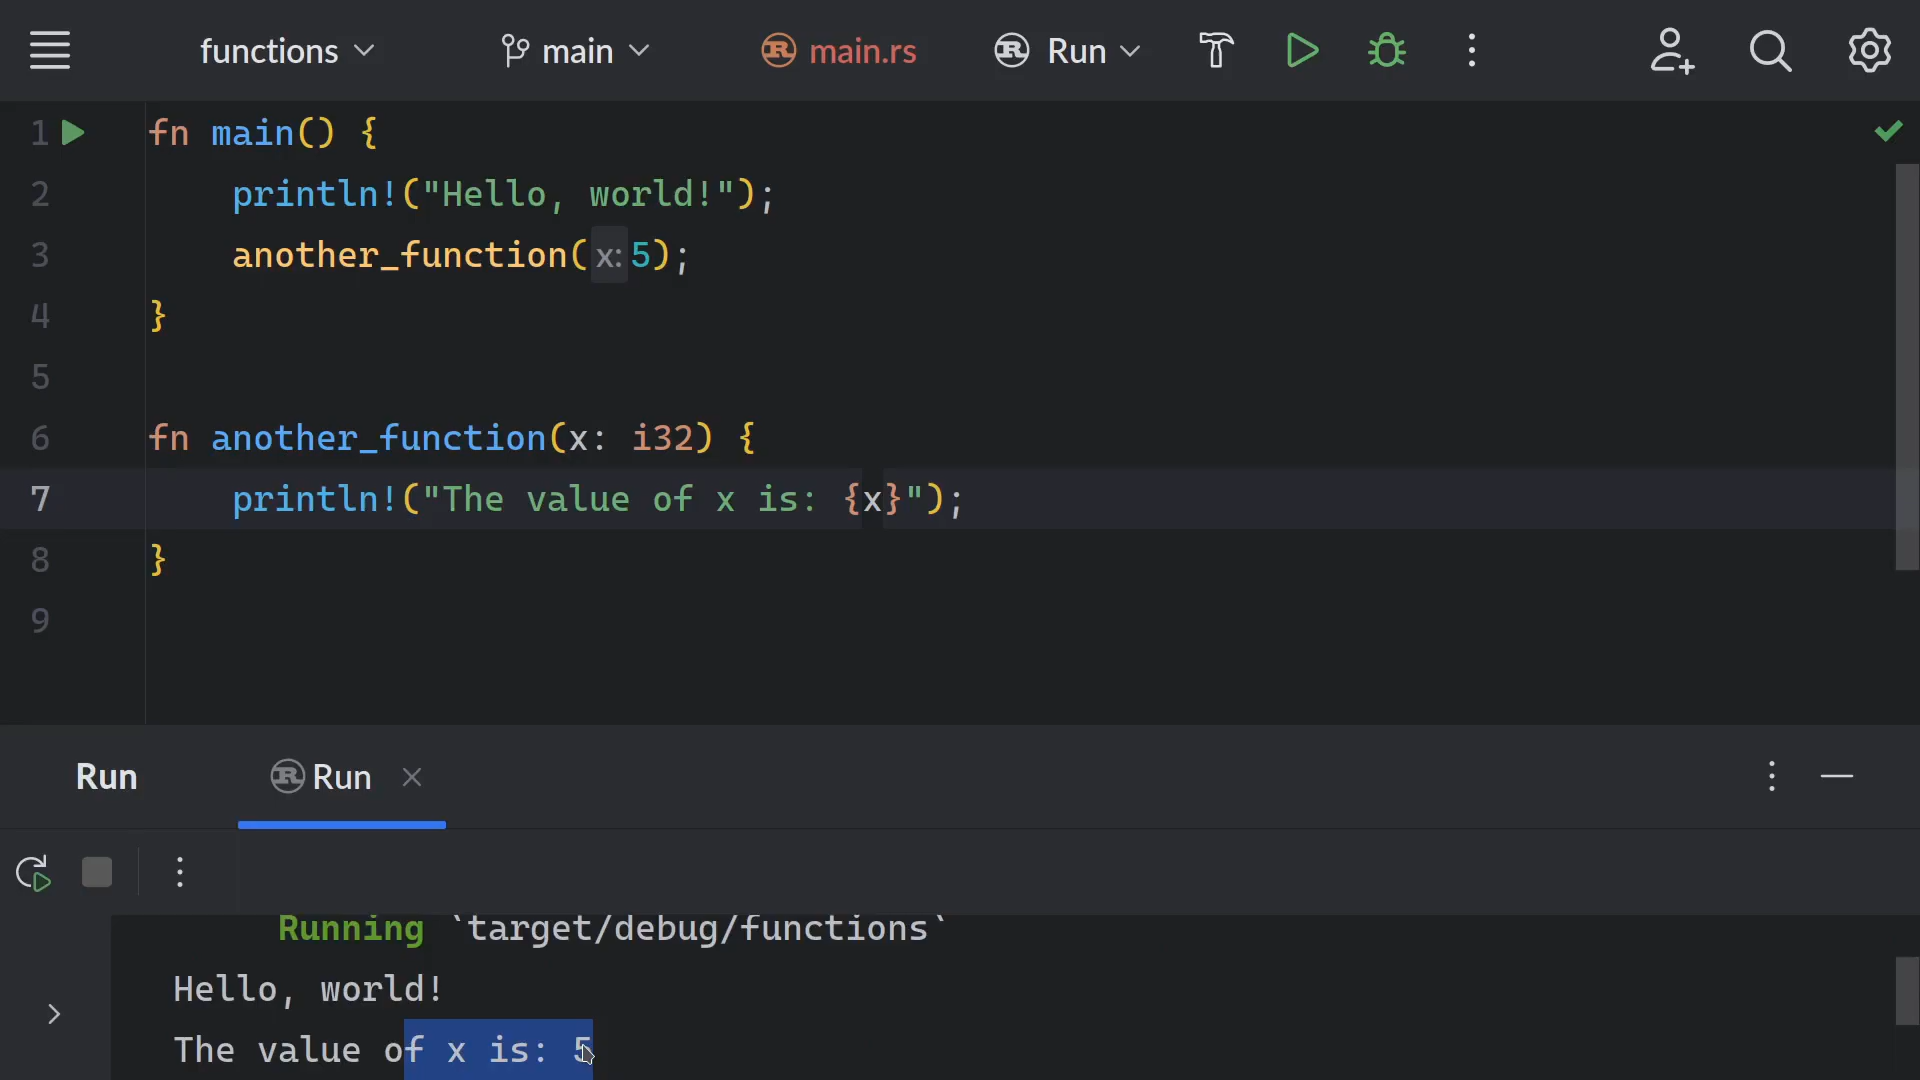 functions main main.rs Run
1 fn main() {
2 println!("Hello, world!");
3 another_function(x: 5);
4 }
5
6 fn another_function(x: i32) {
7 println!("The value of x is: {x}");
8 }
9
Run Run
Running `target/debug/functions`
Hello, world!
The value of x is: 5